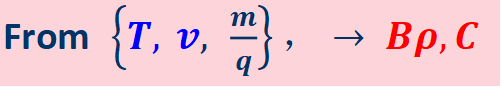 From {T, v, m/q}, → Bρ, C